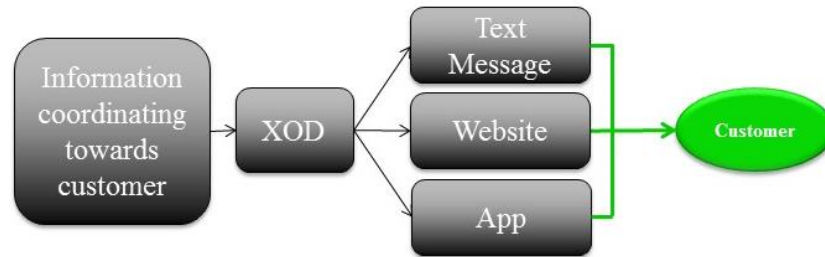 Information
coordinating
towards
customer
XOD
Text
Message
Website
App
Customer